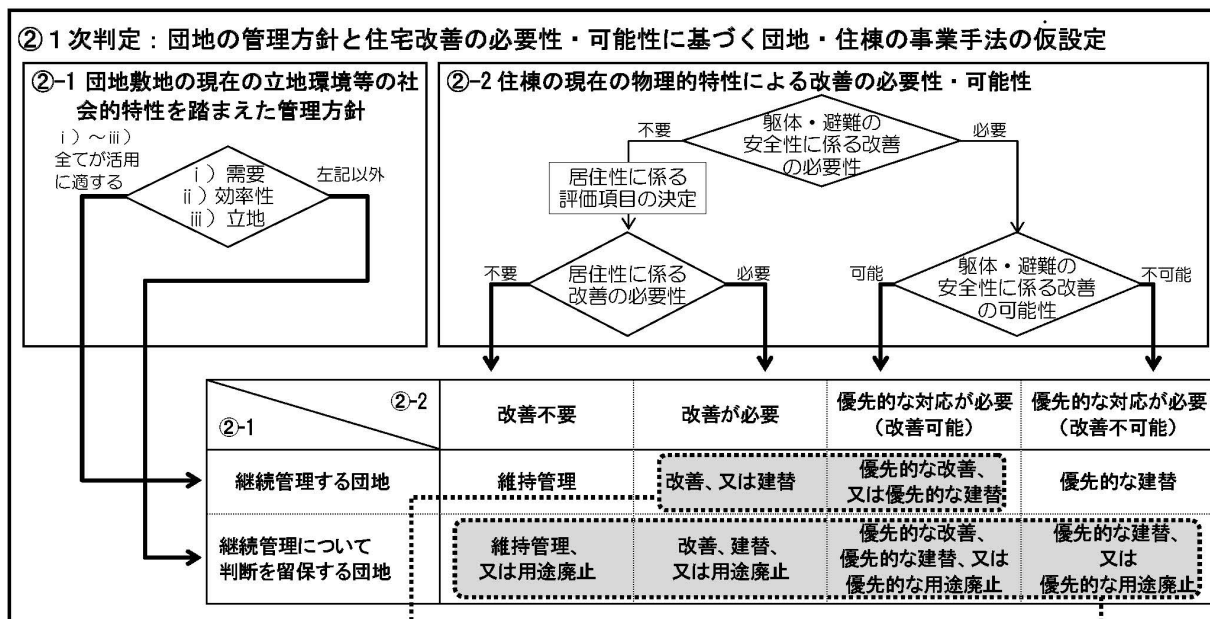 ②１次判定：団地の管理方針と住宅改善の必要性・可能性に基づく団地・住棟の事業手法の仮設定
②-1 団地敷地の現在の立地環境等の社
会的特性を踏まえた管理方針
ⅰ）～ⅲ）
全てが活用
に適する
ⅰ）需要
ⅱ）効率性
ⅲ）立地
左記以外
②-2 住棟の現在の物理的特性による改善の必要性・可能性
不要
躯体・避難の
安全性に係る改善
の必要性
必要
居住性に係る
評価項目の決定
不要
居住性に係る
改善の必要性
必要
可能
躯体・避難の
安全性に係る改善
の可能性
不可能
②-2
②-1
改善不要
改善が必要
優先的な対応が必要
（改善可能）
優先的な対応が必要
（改善不可能）
継続管理する団地
維持管理
改善、又は建替
優先的な改善、
又は優先的な建替
優先的な建替
継続管理について
判断を留保する団地
維持管理、
又は用途廃止
改善、建替、
又は用途廃止
優先的な改善、
優先的な建替、又は
優先的な用途廃止
優先的な建替、
又は
優先的な用途廃止